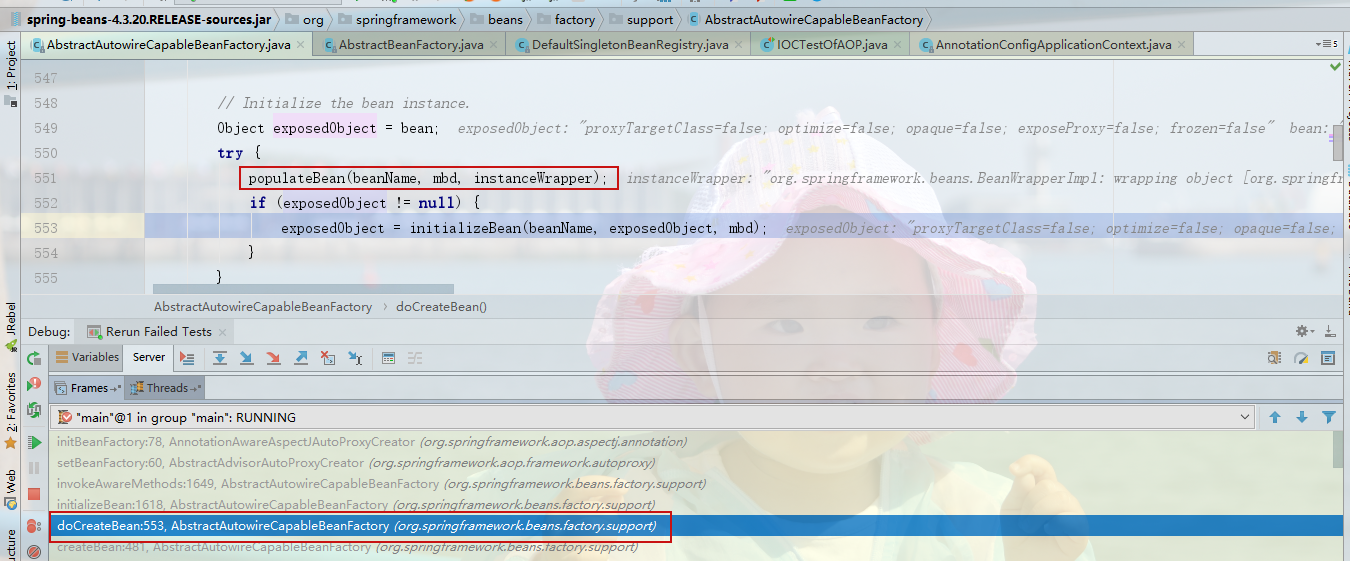 spring-beans-4.3.20.RELEASE-sources.jar org springframework beans factory support AbstractAutowireCapableBeanFactory
1: Project
AbstractAutowireCapableBeanFactory.java AbstractBeanFactory.java DefaultSingletonBeanRegistry.java IOCTestOfAOP.java AnnotationConfigApplicationContext.java 5
547
548 // Initialize the bean instance.
549 Object exposedObject = bean; exposedObject: "proxyTargetClass=false; optimize=false; opaque=false; exposeProxy=false; frozen=false" bean: "
550 try {
551 populateBean(beanName, mbd, instanceWrapper); instanceWrapper: "org.springframework.beans.BeanWrapperImpl: wrapping object [org.springfr
552 if (exposedObject != null) {
553 exposedObject = initializeBean(beanName, exposedObject, mbd); exposedObject: "proxyTargetClass=false; optimize=false; opaque=false;
554 }
555 }
AbstractAutowireCapableBeanFactory doCreateBean()
JRebel
Debug: Rerun Failed Tests
Variables Server
2: Favorites
Frames Threads
"main"@1 in group "main": RUNNING
initBeanFactory:78, AnnotationAwareAspectJAutoProxyCreator (org.springframework.aop.aspectj.annotation)
setBeanFactory:60, AbstractAdvisorAutoProxyCreator (org.springframework.aop.framework.autoproxy)
invokeAwareMethods:1649, AbstractAutowireCapableBeanFactory (org.springframework.beans.factory.support)
Web
initializeBean:1618, AbstractAutowireCapableBeanFactory (org.springframework.beans.factory.support)
doCreateBean:553, AbstractAutowireCapableBeanFactory (org.springframework.beans.factory.support)
createBean:481, AbstractAutowireCapableBeanFactory (org.springframework.beans.factory.support)
ucture